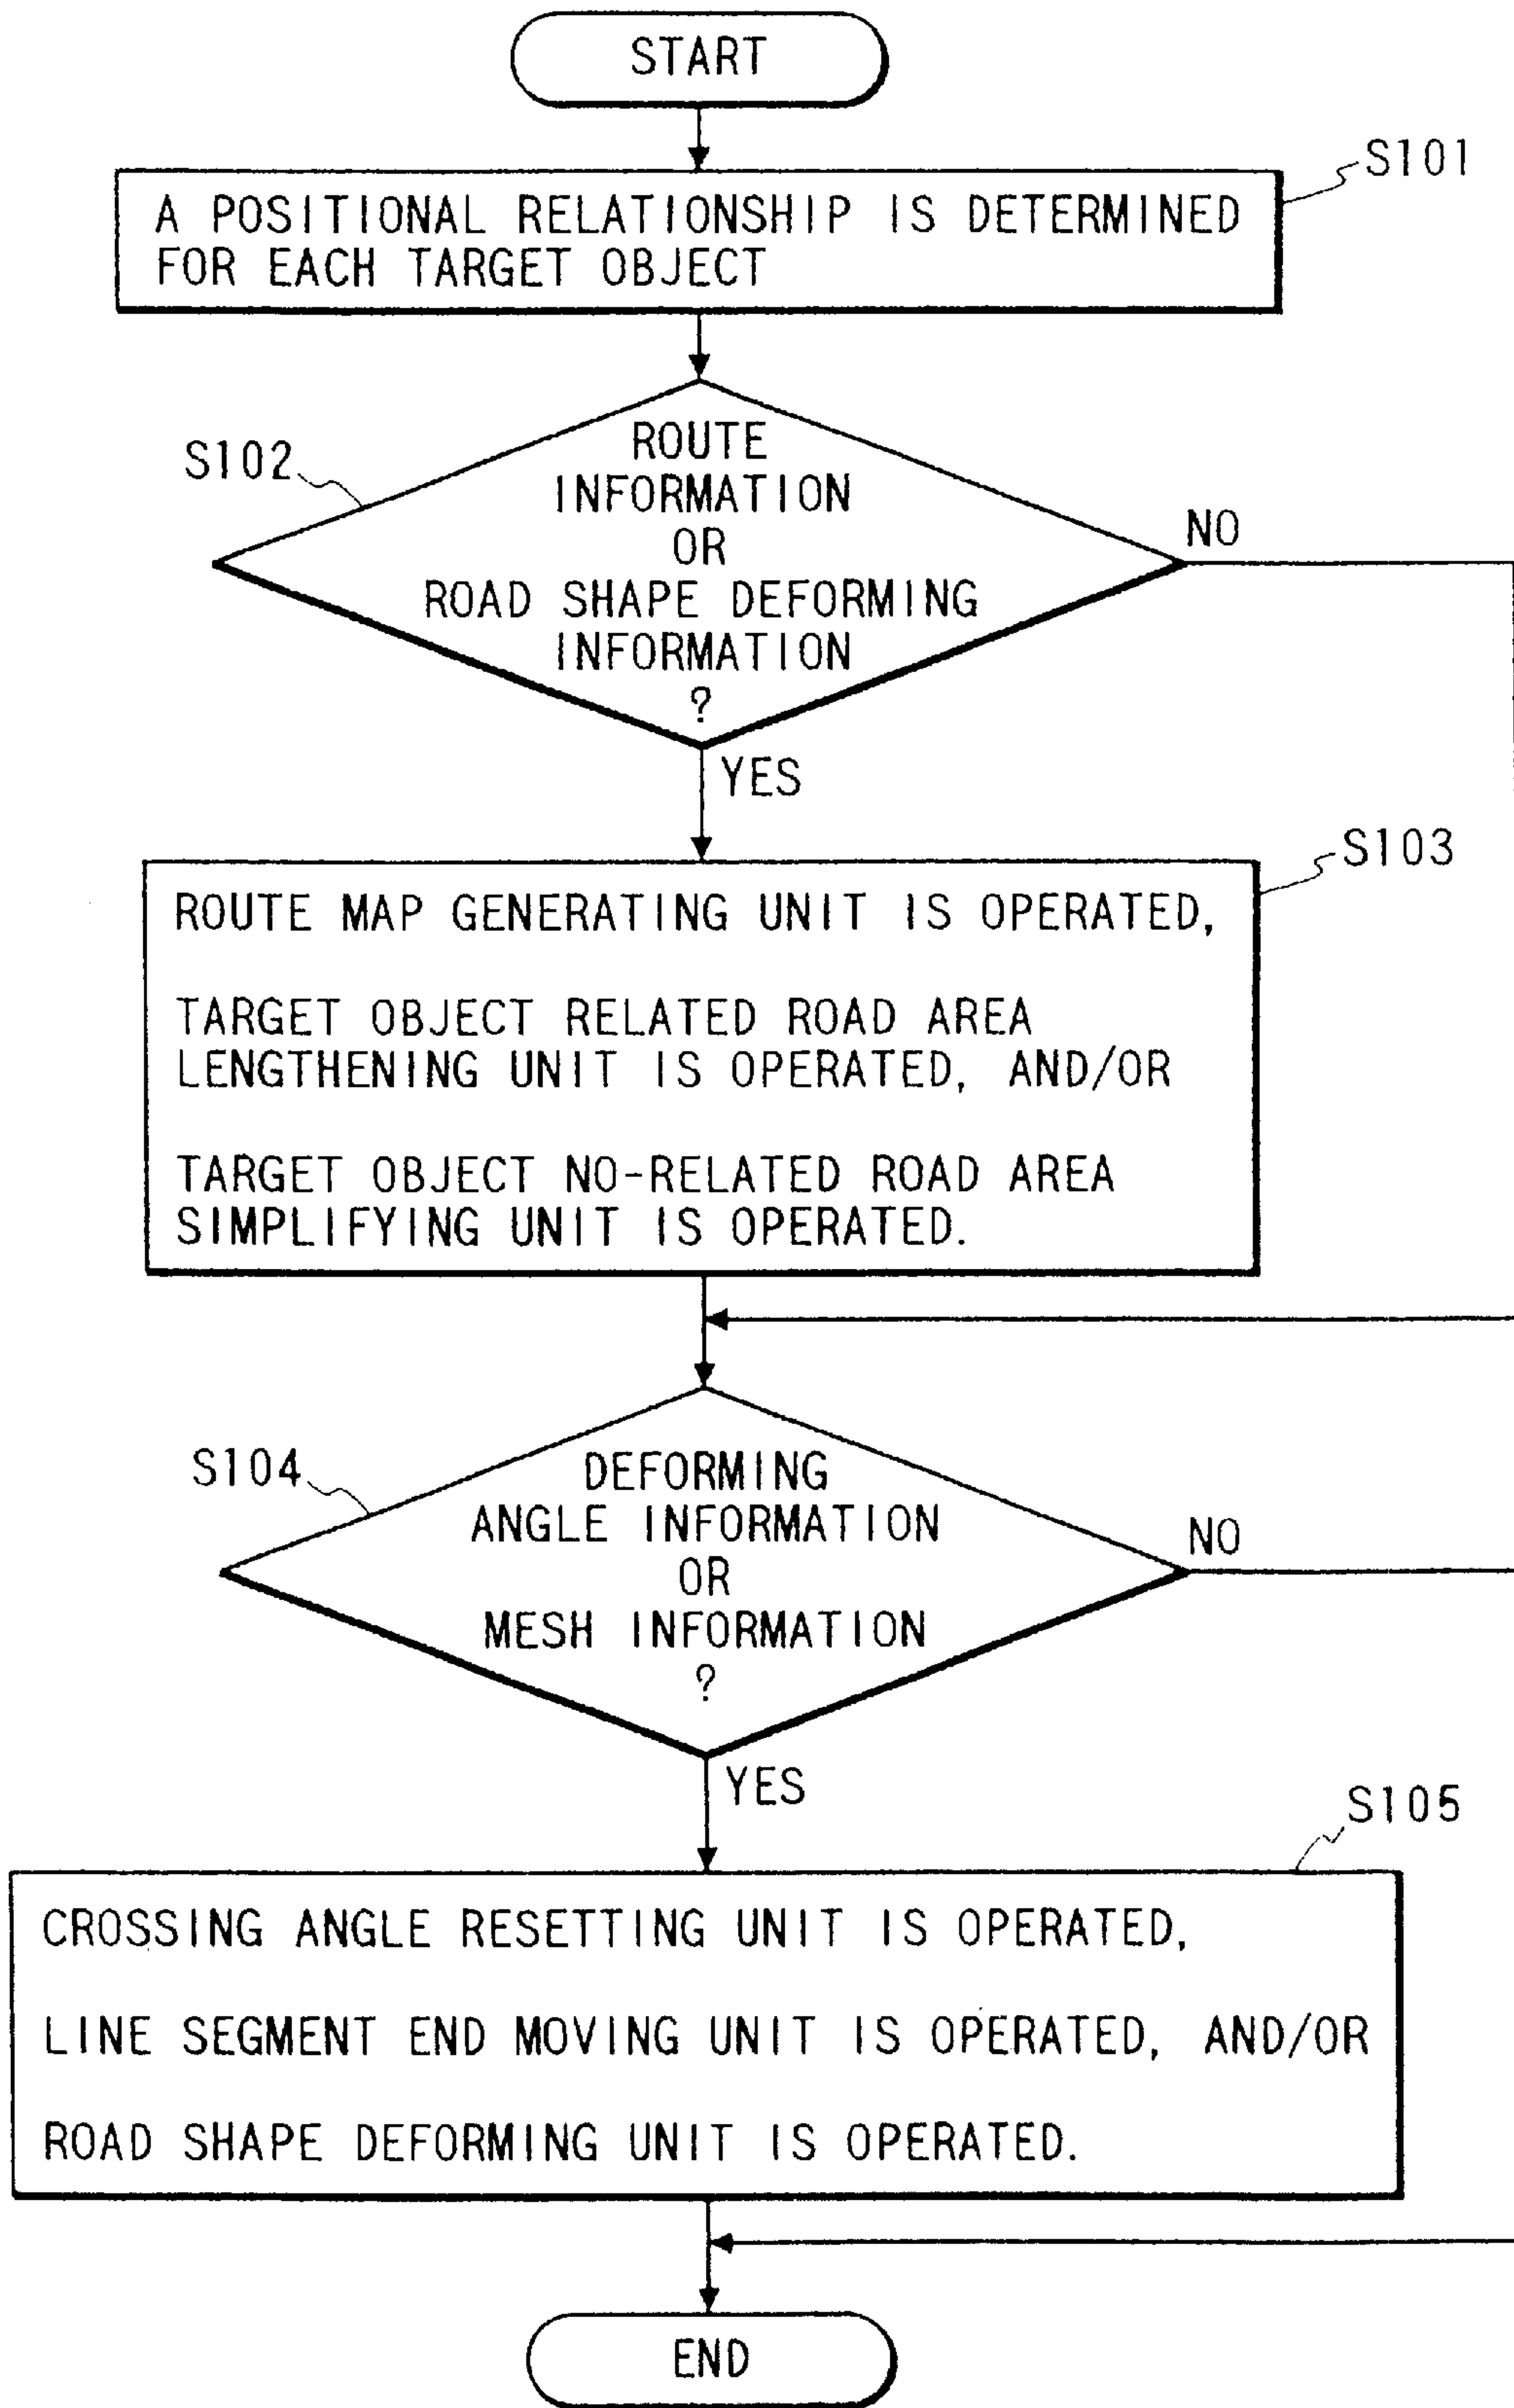 START
S101
A POSITIONAL RELATIONSHIP IS DETERMINED
FOR EACH TARGET OBJECT
S102
ROUTE
INFORMATION
OR
ROAD SHAPE DEFORMING
INFORMATION
?
NO
YES
S103
ROUTE MAP GENERATING UNIT IS OPERATED,
TARGET OBJECT RELATED ROAD AREA
LENGTHENING UNIT IS OPERATED, AND/OR
TARGET OBJECT NO-RELATED ROAD AREA
SIMPLIFYING UNIT IS OPERATED.
S104
DEFORMING
ANGLE INFORMATION
OR
MESH INFORMATION
?
NO
YES
S105
CROSSING ANGLE RESETTING UNIT IS OPERATED,
LINE SEGMENT END MOVING UNIT IS OPERATED, AND/OR
ROAD SHAPE DEFORMING UNIT IS OPERATED.
END